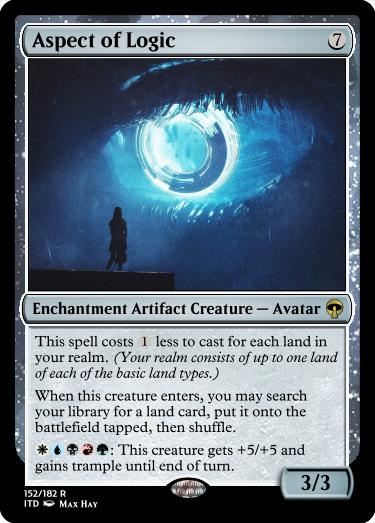 Aspect of Logic 7
Enchantment Artifact Creature — Avatar
This spell costs 1 less to cast for each land in
your realm. (Your realm consists of up to one land
of each of the basic land types.)
When this creature enters, you may search
your library for a land card, put it onto the
battlefield tapped, then shuffle.
: This creature gets +5/+5 and
gains trample until end of turn.
3/3
152/182 R
ITD Max Hay